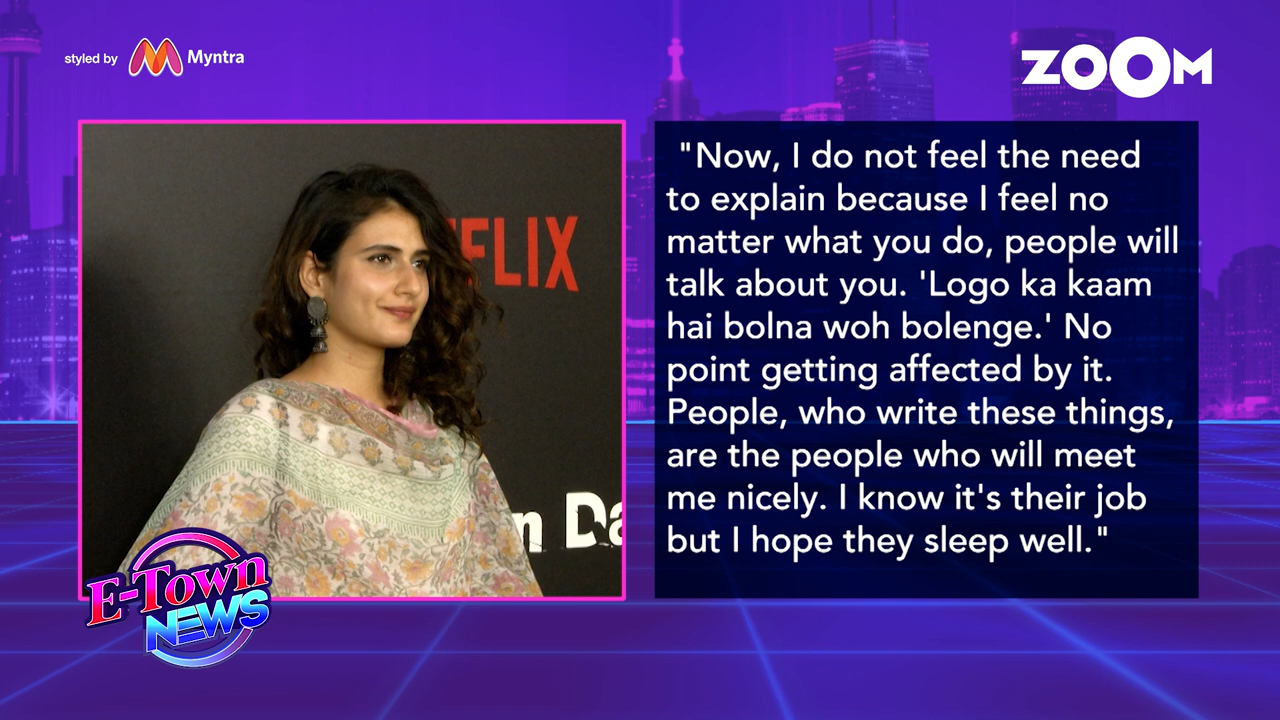 styled by Myntra
ZOOM
"Now, I do not feel the need
to explain because I feel no
matter what you do, people will
talk about you. 'Logo ka kaam
hai bolna woh bolenge.' No
point getting affected by it.
People, who write these things,
are the people who will meet
me nicely. I know it's their job
but I hope they sleep well."
FLIX
n Da
E-Town
NEWS